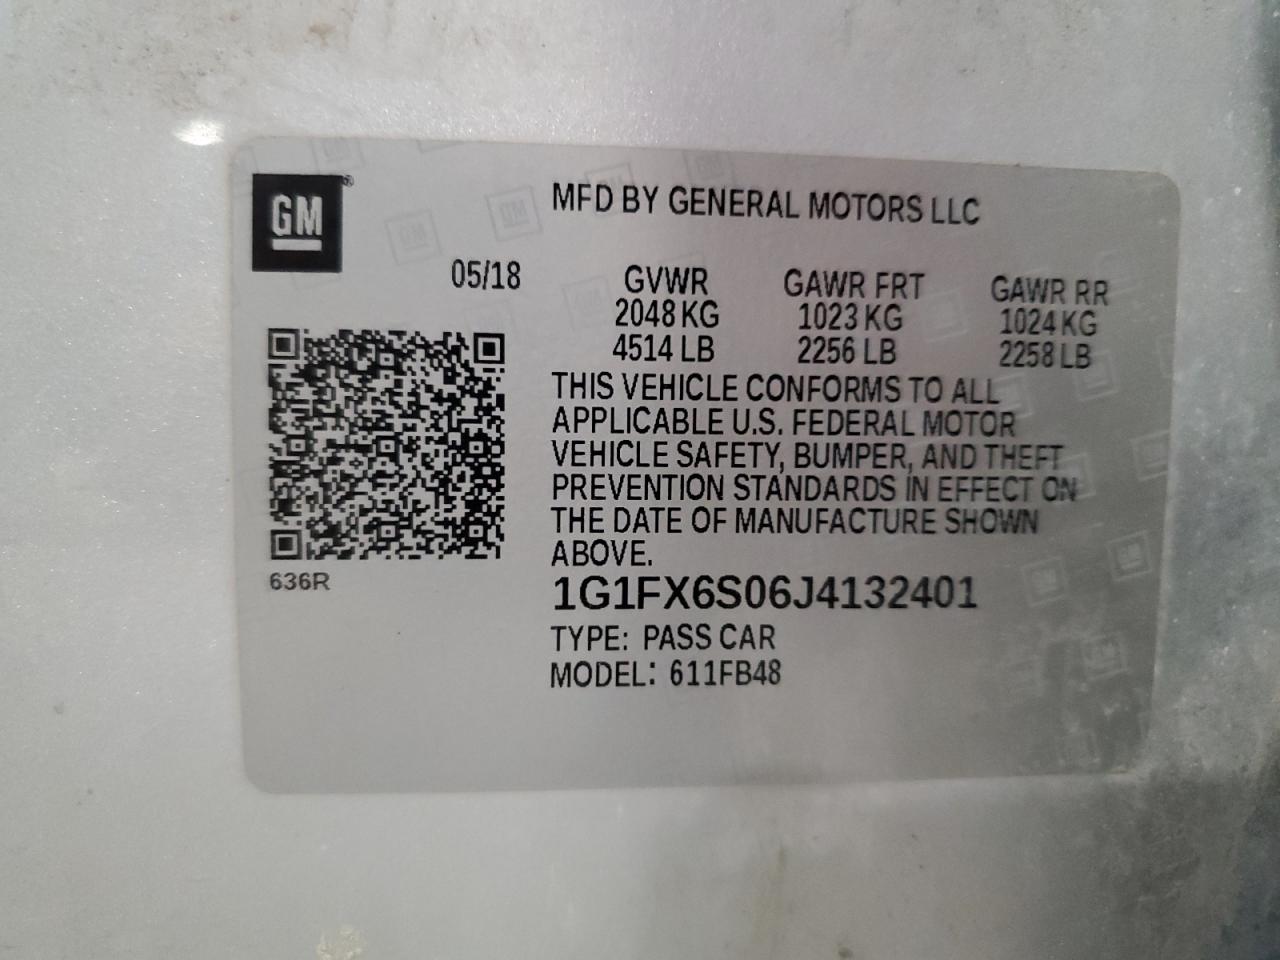 GM
MFD BY GENERAL MOTORS LLC
05/18
GVWR GAWR FRT GAWR RR
2048 KG 1023 KG 1024 KG
4514 LB 2256 LB 2258 LB
THIS VEHICLE CONFORMS TO ALL
APPLICABLE U.S. FEDERAL MOTOR
VEHICLE SAFETY, BUMPER, AND THEFT
PREVENTION STANDARDS IN EFFECT ON
THE DATE OF MANUFACTURE SHOWN
ABOVE.
636R
1G1FX6S06J4132401
TYPE: PASS CAR
MODEL: 611FB48